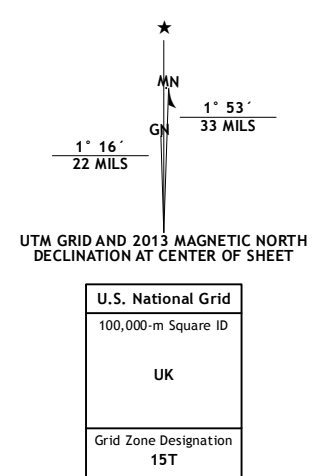 ★
MN
1° 53´
33 MILS
GN
1° 16´
22 MILS
UTM GRID AND 2013 MAGNETIC NORTH
DECLINATION AT CENTER OF SHEET
U.S. National Grid
100,000-m Square ID
UK
Grid Zone Designation
15T